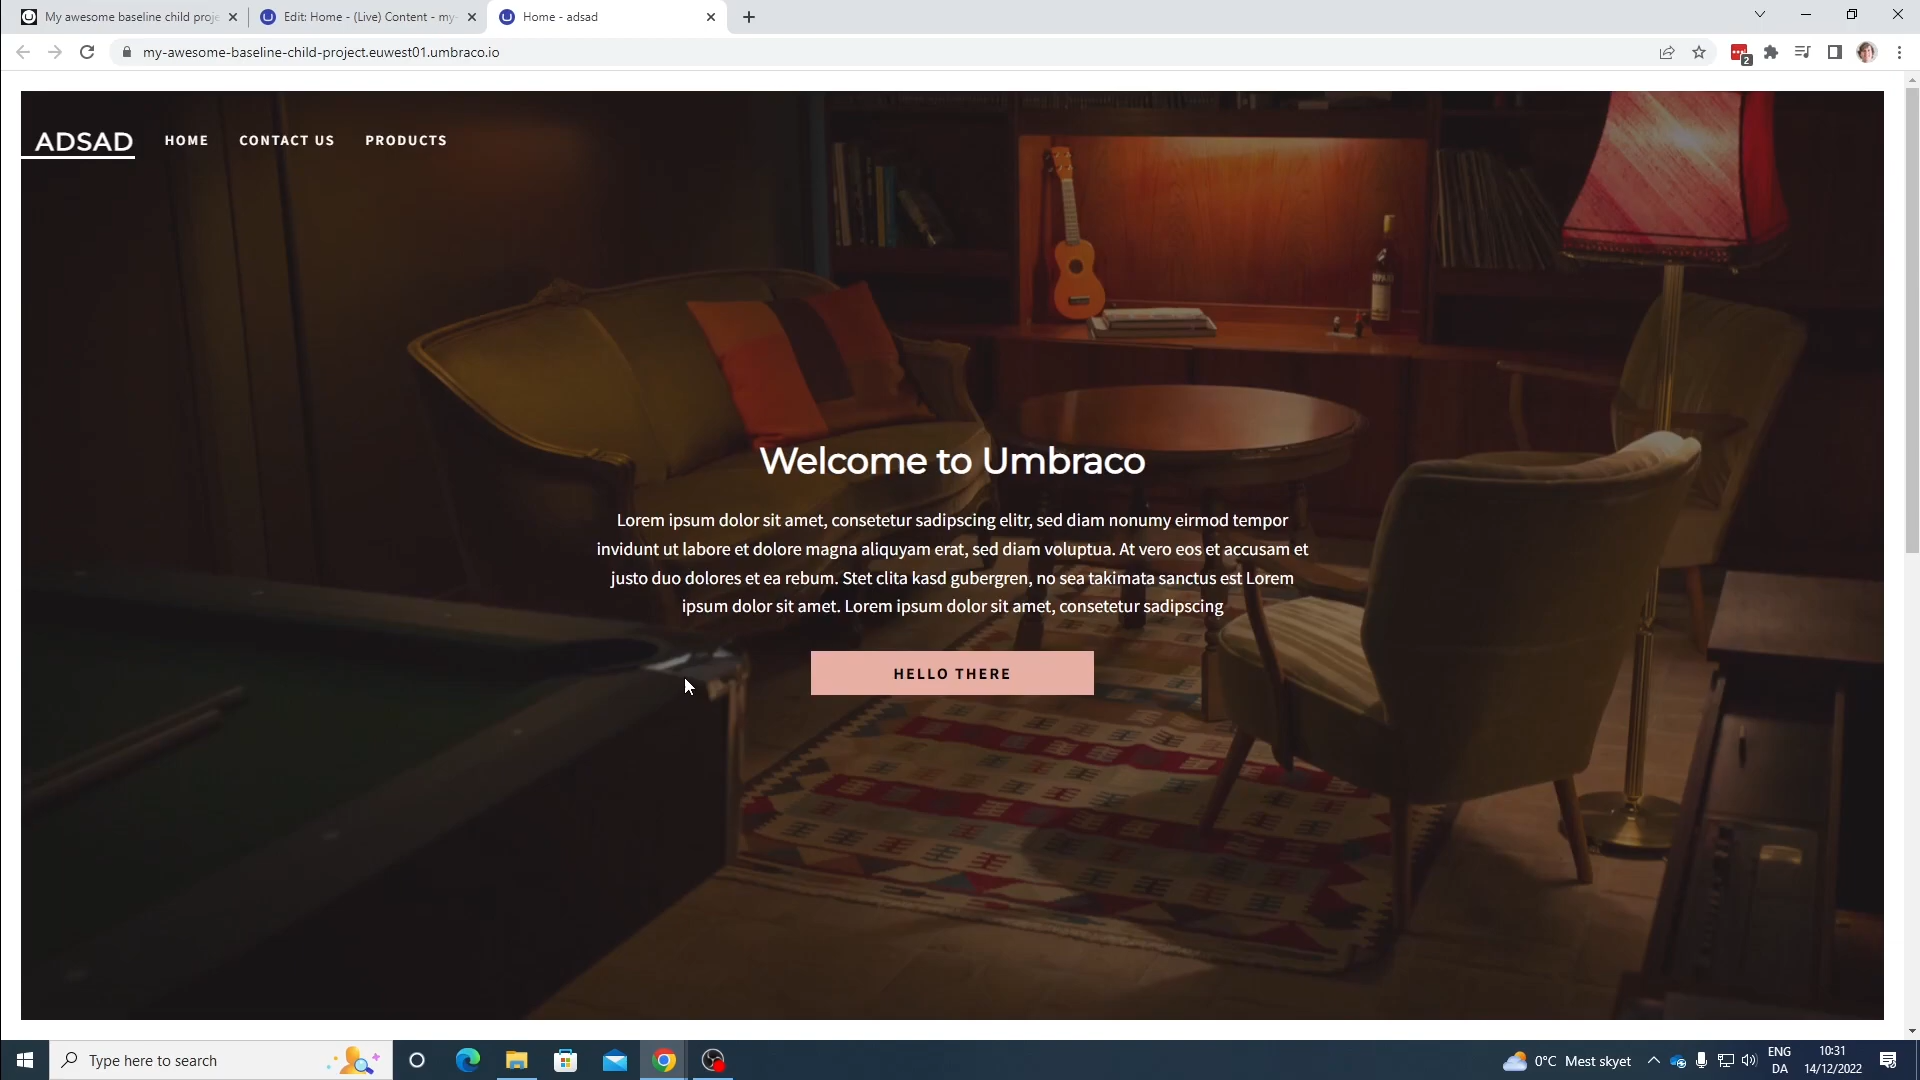 My awesome baseline child proje
Edit: Home - (Live) Content - my-
Home - adsad
my-awesome-baseline-child-project.euwest01.umbraco.io
2
ADSAD
HOME
CONTACT US
PRODUCTS
Welcome to Umbraco
Lorem ipsum dolor sit amet, consetetur sadipscing elitr, sed diam nonumy eirmod tempor
invidunt ut labore et dolore magna aliquyam erat, sed diam voluptua. At vero eos et accusam et
justo duo dolores et ea rebum. Stet clita kasd gubergren, no sea takimata sanctus est Lorem
ipsum dolor sit amet. Lorem ipsum dolor sit amet, consetetur sadipscing
HELLO THERE
Type here to search
0°C Mest skyet
ENG
DA
10:31
14/12/2022